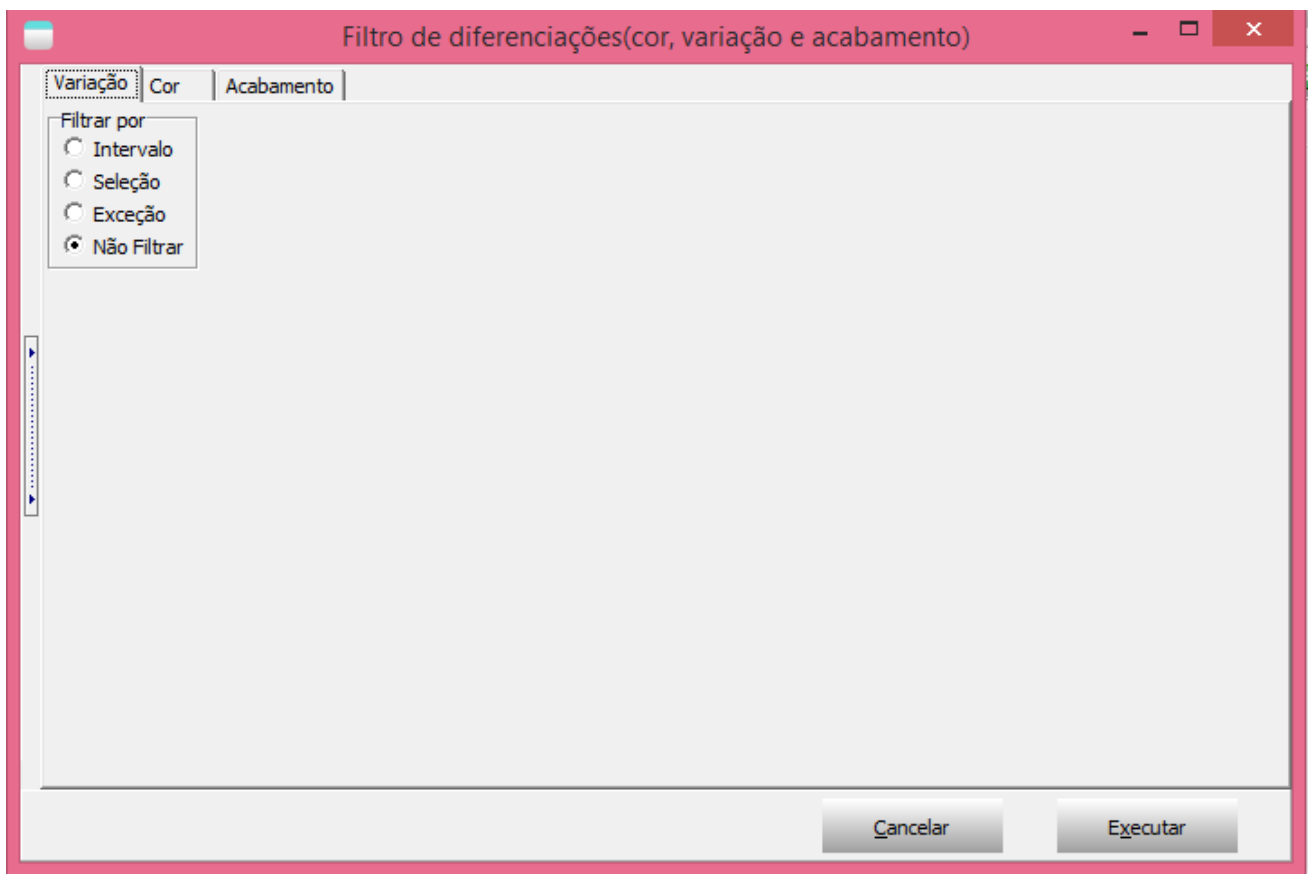 Filtro de diferenciações(cor, variação e acabamento)
Variação Cor Acabamento
Filtrar por
Intervalo
Seleção
Exceção
Não Filtrar
Cancelar Executar